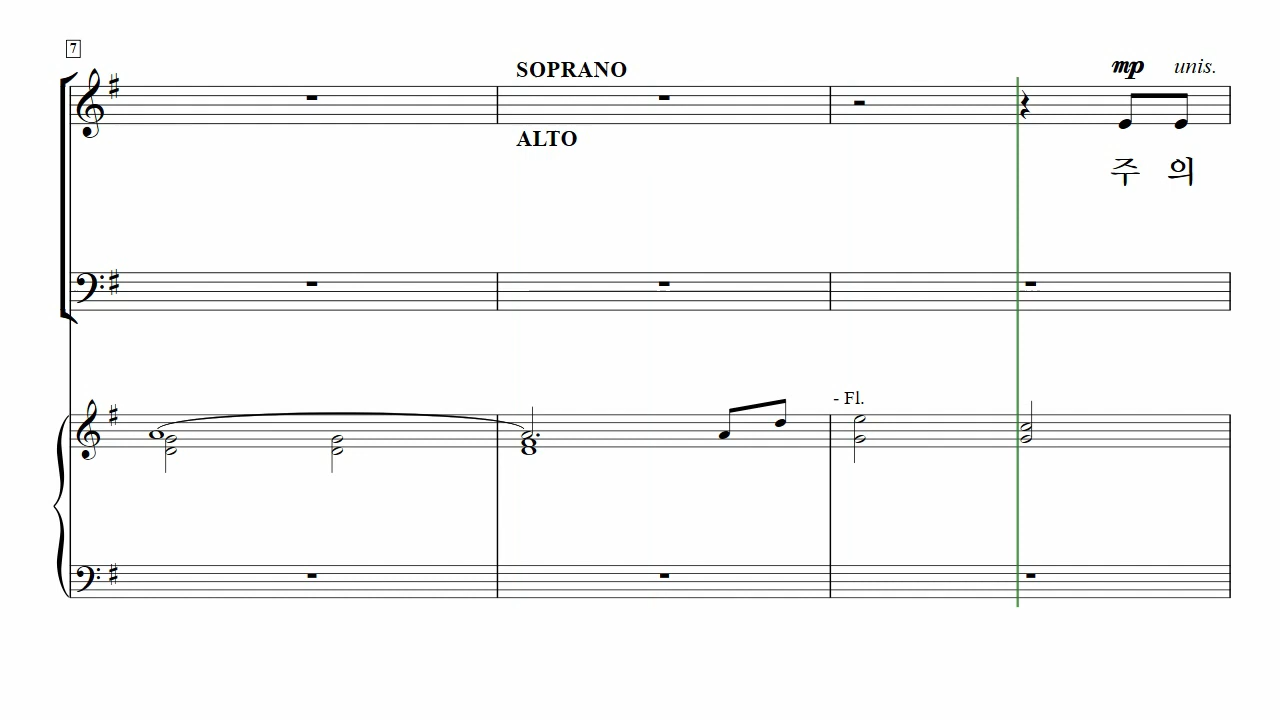 7
SOPRANO
mp unis.
ALTO
주 의
- Fl.